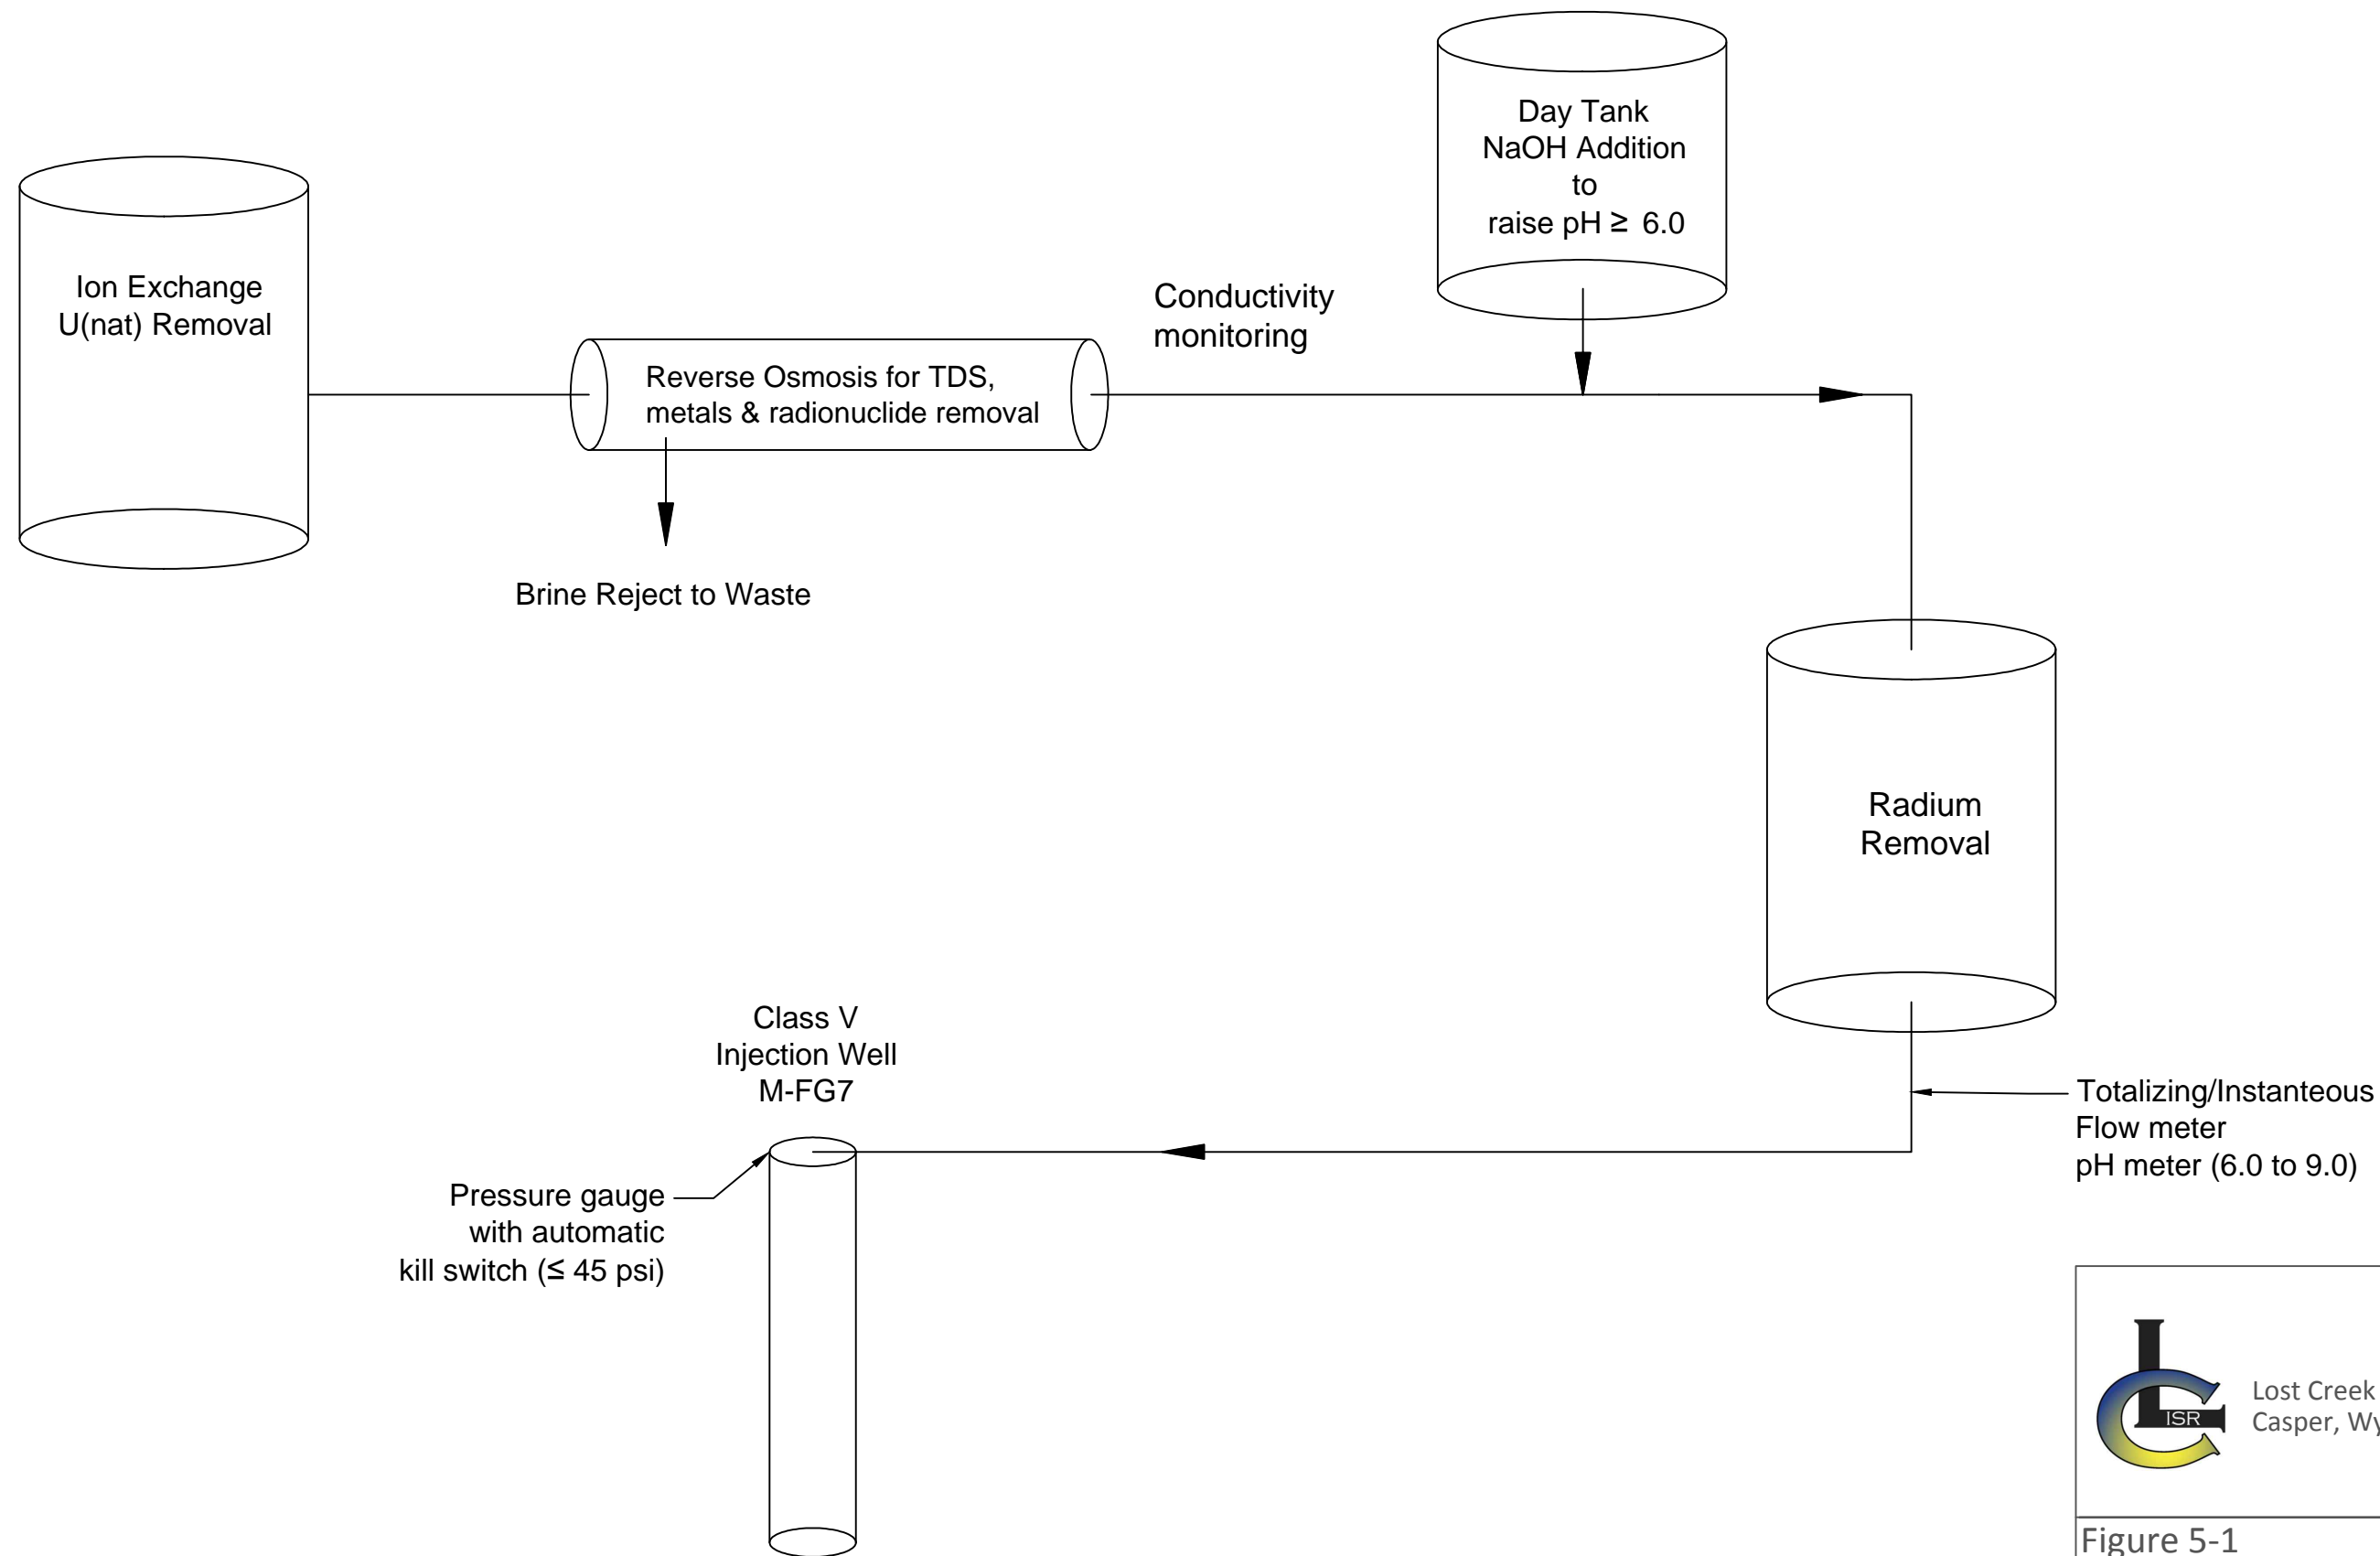 Day Tank
NaOH Addition
to
raise pH ≥ 6.0
Ion Exchange
U(nat) Removal
Conductivity
monitoring
Reverse Osmosis for TDS,
metals & radionuclide removal
Brine Reject to Waste
Radium
Removal
Class V
Injection Well
M-FG7
Totalizing/Instanteous
Flow meter
pH meter (6.0 to 9.0)
Pressure gauge
with automatic
kill switch (≤ 45 psi)
LC
ISR
Lost Creek
Casper, Wy
Figure 5-1